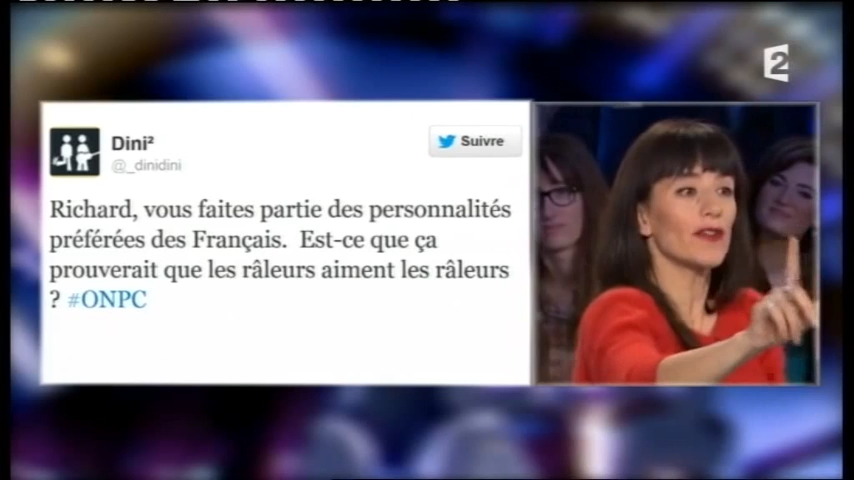 2
Dini²
@_dinidini
Suivre
Richard, vous faites partie des personnalités
préférées des Français.  Est-ce que ça
prouverait que les râleurs aiment les râleurs
? #ONPC